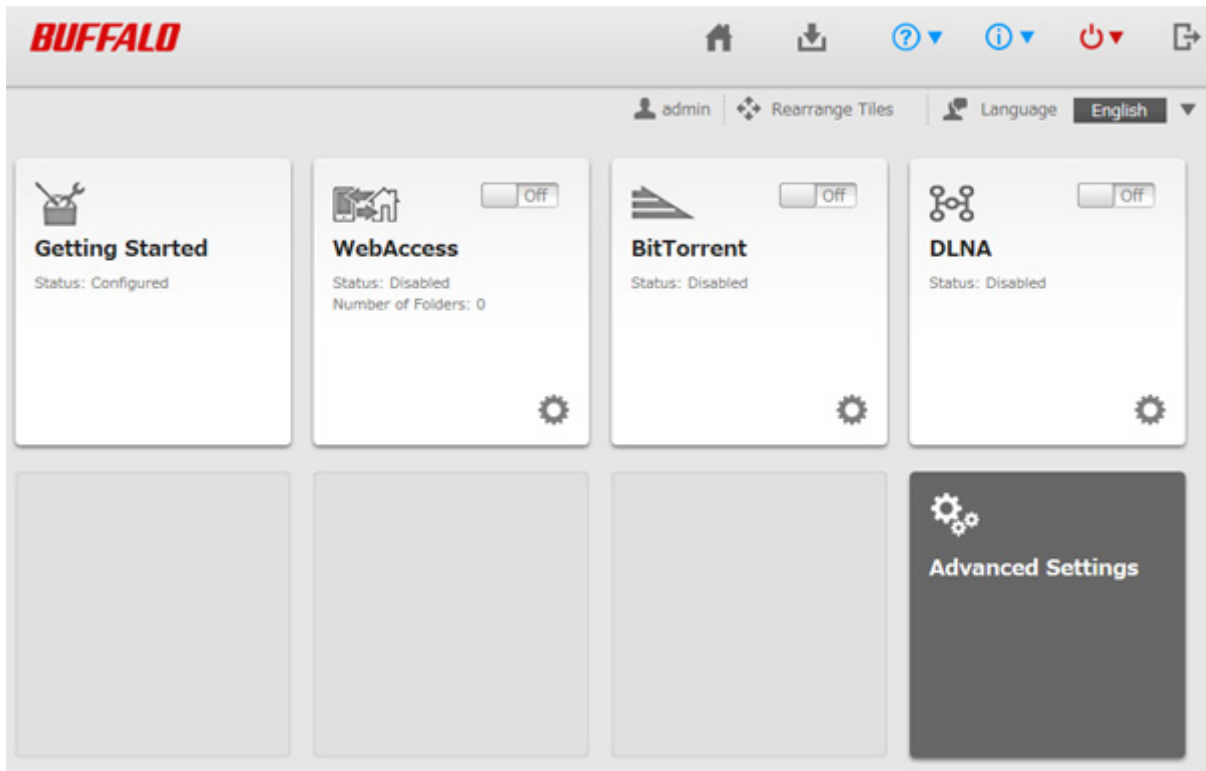 BUFFALO
admin
Rearrange Tiles
Language
English
Getting Started
Status: Configured
Off
WebAccess
Status: Disabled
Number of Folders: 0
Off
BitTorrent
Status: Disabled
Off
DLNA
Status: Disabled
Advanced Settings